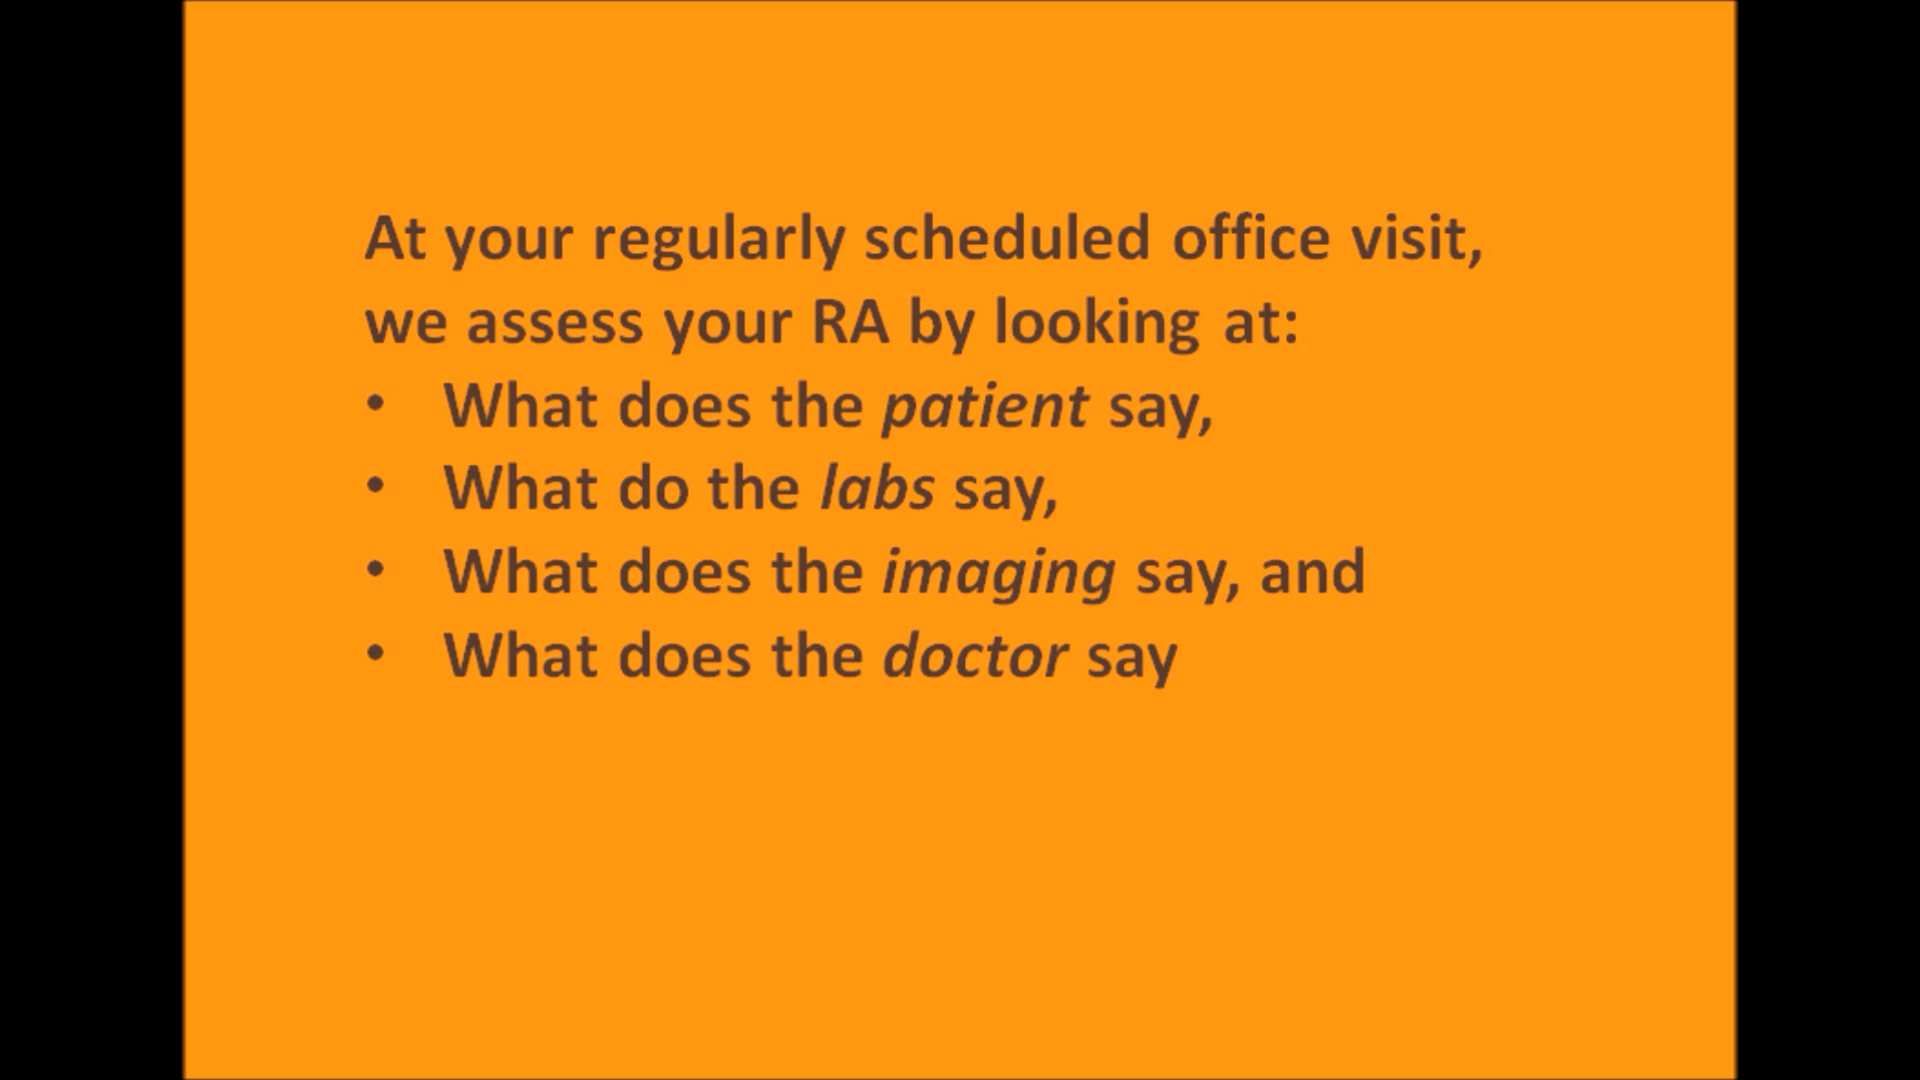 At your regularly scheduled office visit,
we assess your RA by looking at:
• What does the patient say,
• What do the labs say,
• What does the imaging say, and
• What does the doctor say